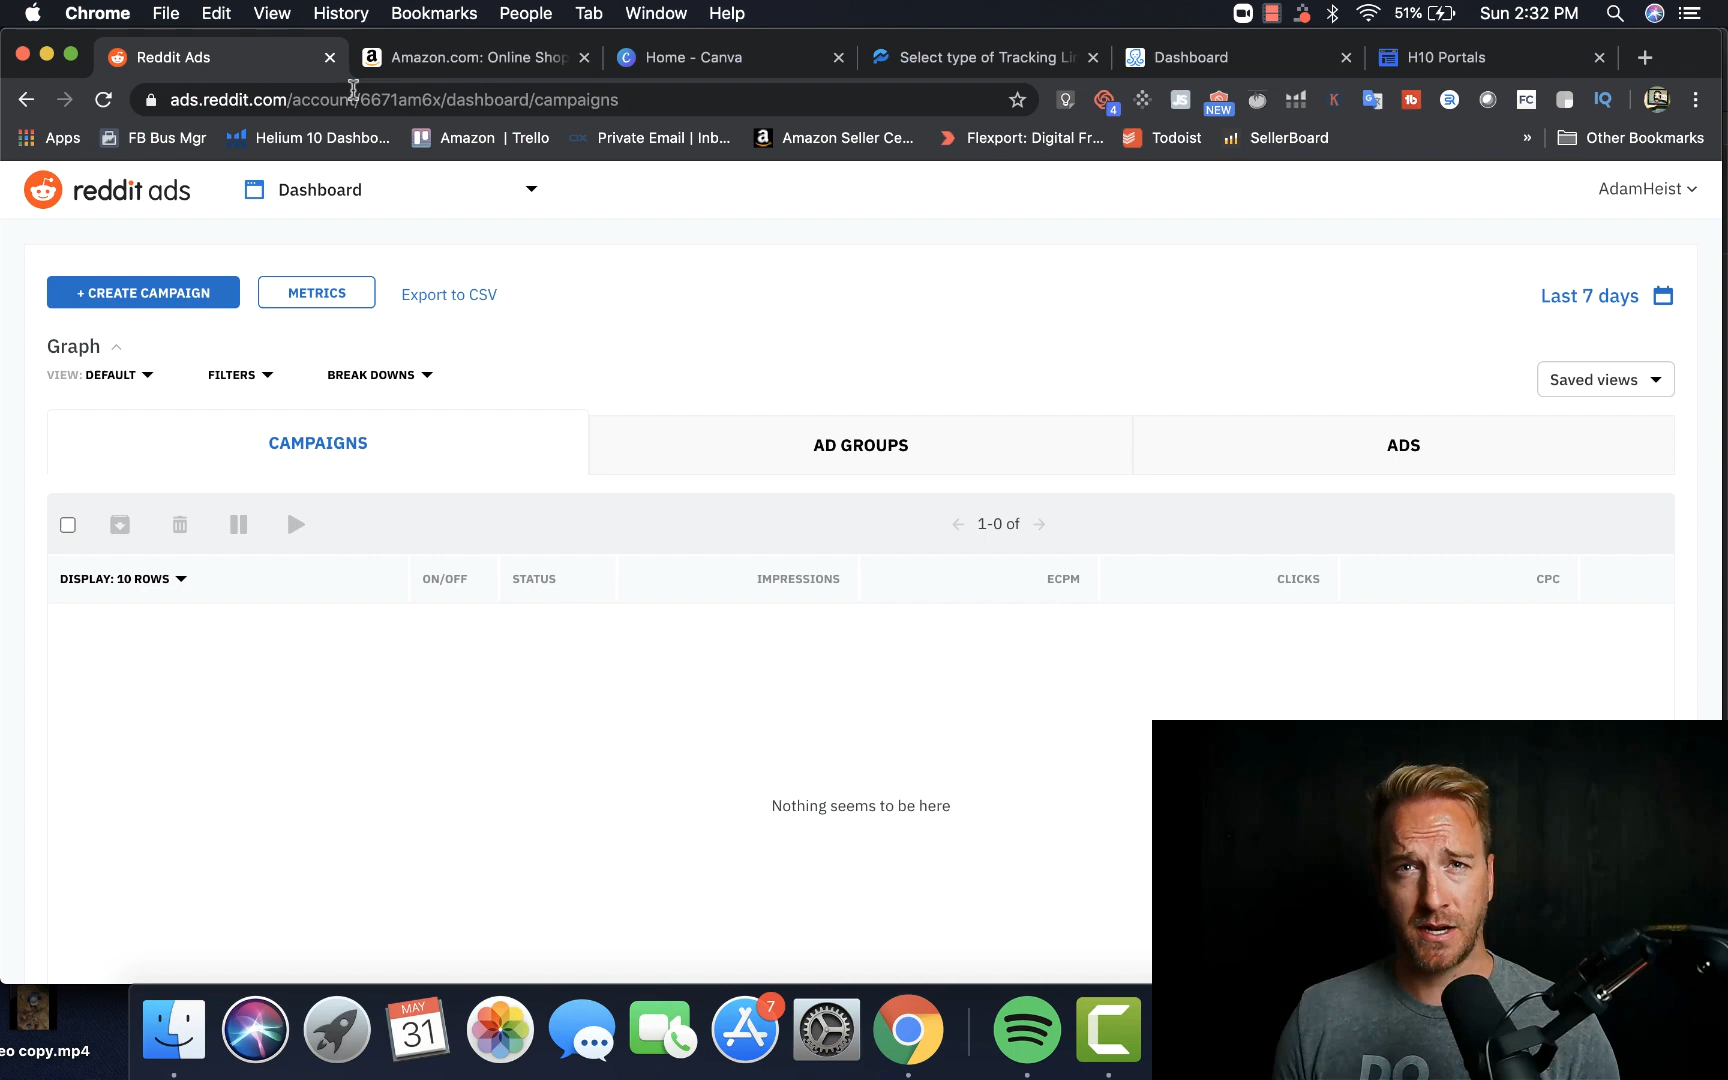 Chrome File Edit View History Bookmarks People Tab Window Help 51% Sun 2:32 PM
Reddit Ads Amazon.com: Online Shop Home - Canva Select type of Tracking Lin Dashboard H10 Portals
ads.reddit.com/account/6671am6x/dashboard/campaigns 4 JS NEW K 1b FC IQ
Apps FB Bus Mgr Helium 10 Dashbo... Amazon | Trello Private Email | Inb... Amazon Seller Ce... Flexport: Digital Fr... Todoist SellerBoard » Other Bookmarks
reddit ads Dashboard AdamHeist
+ CREATE CAMPAIGN METRICS Export to CSV Last 7 days
Graph
VIEW: DEFAULT FILTERS BREAK DOWNS Saved views
CAMPAIGNS AD GROUPS ADS
1-0 of
DISPLAY: 10 ROWS ON/OFF STATUS IMPRESSIONS ECPM CLICKS CPC
Nothing seems to be here
MAY
31
7
eo copy.mp4
DO